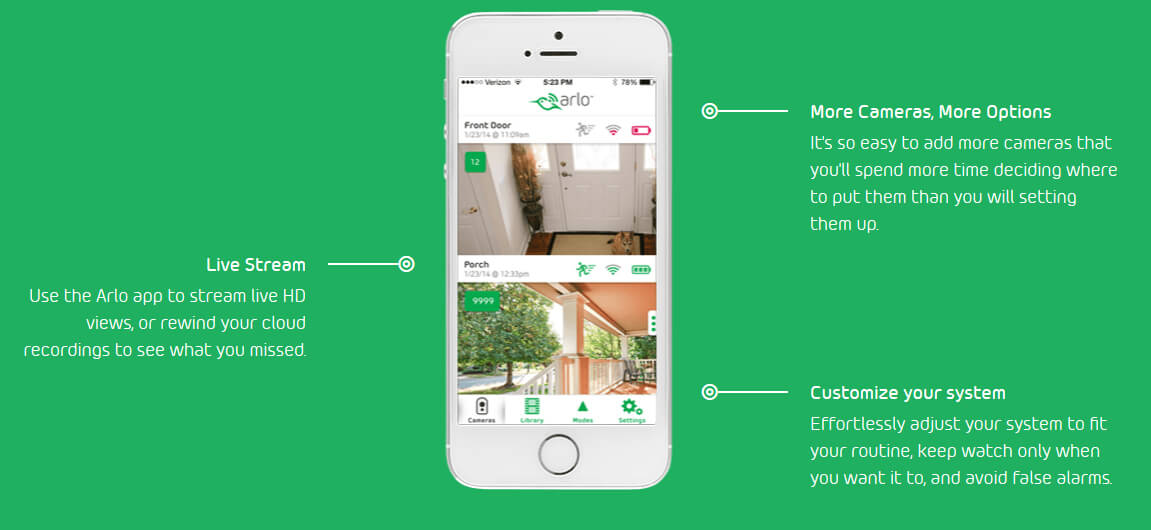 Live Stream
Use the Arlo app to stream live HD
views, or rewind your cloud
recordings to see what you missed.
Verizon 5:23 PM 78%
arlo™
Front Door
1/23/14 @ 11:09am
12
Porch
1/23/14 @ 12:33pm
9999
Cameras Library Modes Settings
More Cameras, More Options
It's so easy to add more cameras that
you'll spend more time deciding where
to put them than you will setting
them up.
Customize your system
Effortlessly adjust your system to fit
your routine, keep watch only when
you want it to, and avoid false alarms.